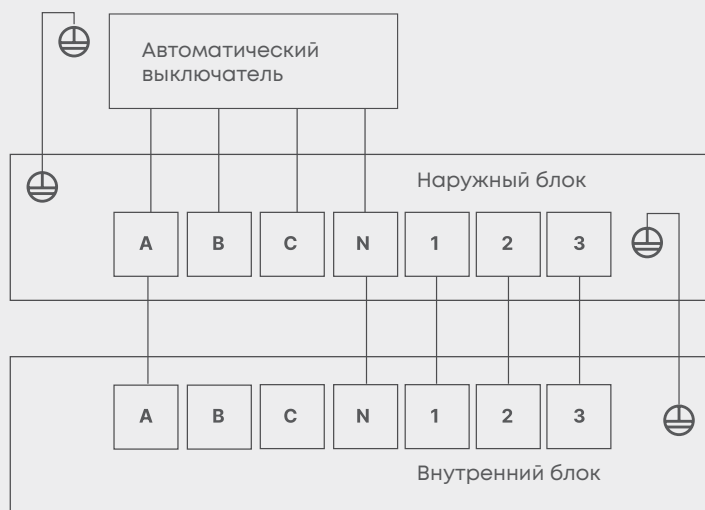 Автоматический
выключатель
Наружный блок
A B C N 1 2 3
A B C N 1 2 3
Внутренний блок